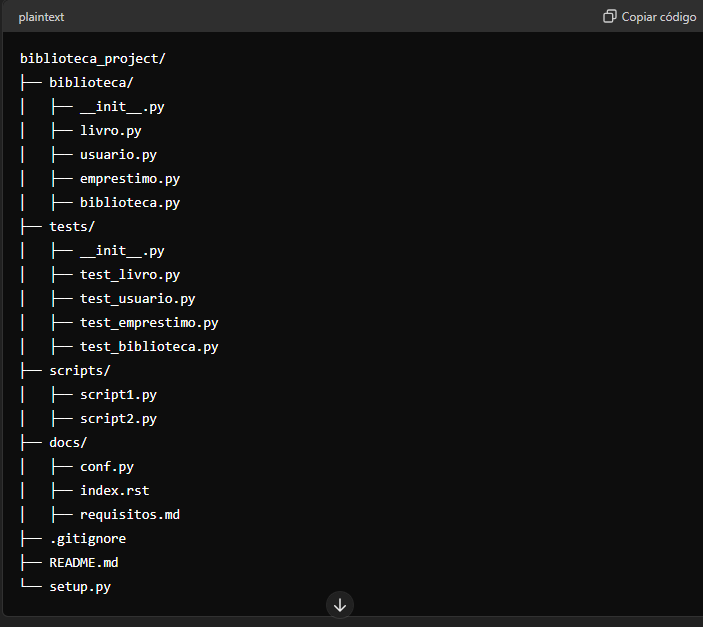 plaintext Copiar código
biblioteca_project/
├── biblioteca/
│   ├── __init__.py
│   ├── livro.py
│   ├── usuario.py
│   ├── emprestimo.py
│   ├── biblioteca.py
├── tests/
│   ├── __init__.py
│   ├── test_livro.py
│   ├── test_usuario.py
│   ├── test_emprestimo.py
│   ├── test_biblioteca.py
├── scripts/
│   ├── script1.py
│   ├── script2.py
├── docs/
│   ├── conf.py
│   ├── index.rst
│   ├── requisitos.md
├── .gitignore
├── README.md
└── setup.py